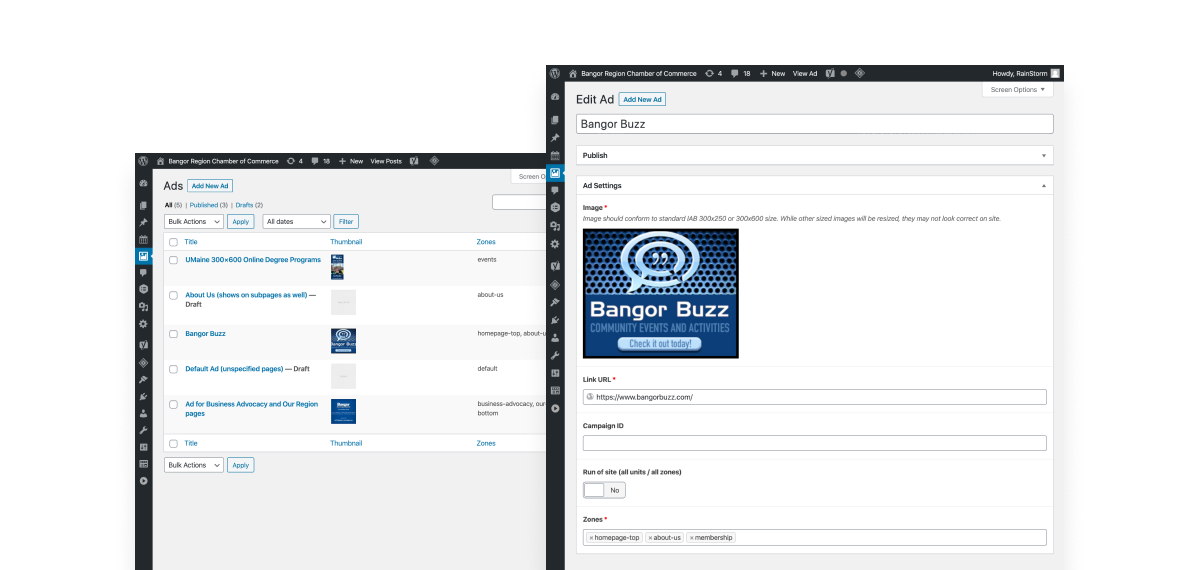 Bangor Region Chamber of Commerce 4 18 New View Posts
Screen O
Ads Add New Ad
All (5) | Published (3) | Drafts (2)
Bulk Actions Apply All dates Filter
Title Thumbnail Zones
UMaine 300×600 Online Degree Programs events
About Us (shows on subpages as well) — about-us
Draft
Bangor Buzz homepage-top, about-u
Default Ad (unspecified pages) — Draft default
Ad for Business Advocacy and Our Region business-advocacy, our
pages bottom
Title Thumbnail Zones
Bulk Actions Apply
Bangor Region Chamber of Commerce 4 18 New View Ad Howdy, RainStorm
Screen Options
Edit Ad Add New Ad
Bangor Buzz
Publish
Ad Settings
Image *
Image should conform to standard IAB 300x250 or 300x600 size. While other sized images will be resized, they may not look correct on site.
Bangor Buzz
COMMUNITY EVENTS AND ACTIVITIES
Check it out today!
Link URL *
https://www.bangorbuzz.com/
Campaign ID
Run of site (all units / all zones)
No
Zones *
× homepage-top × about-us × membership